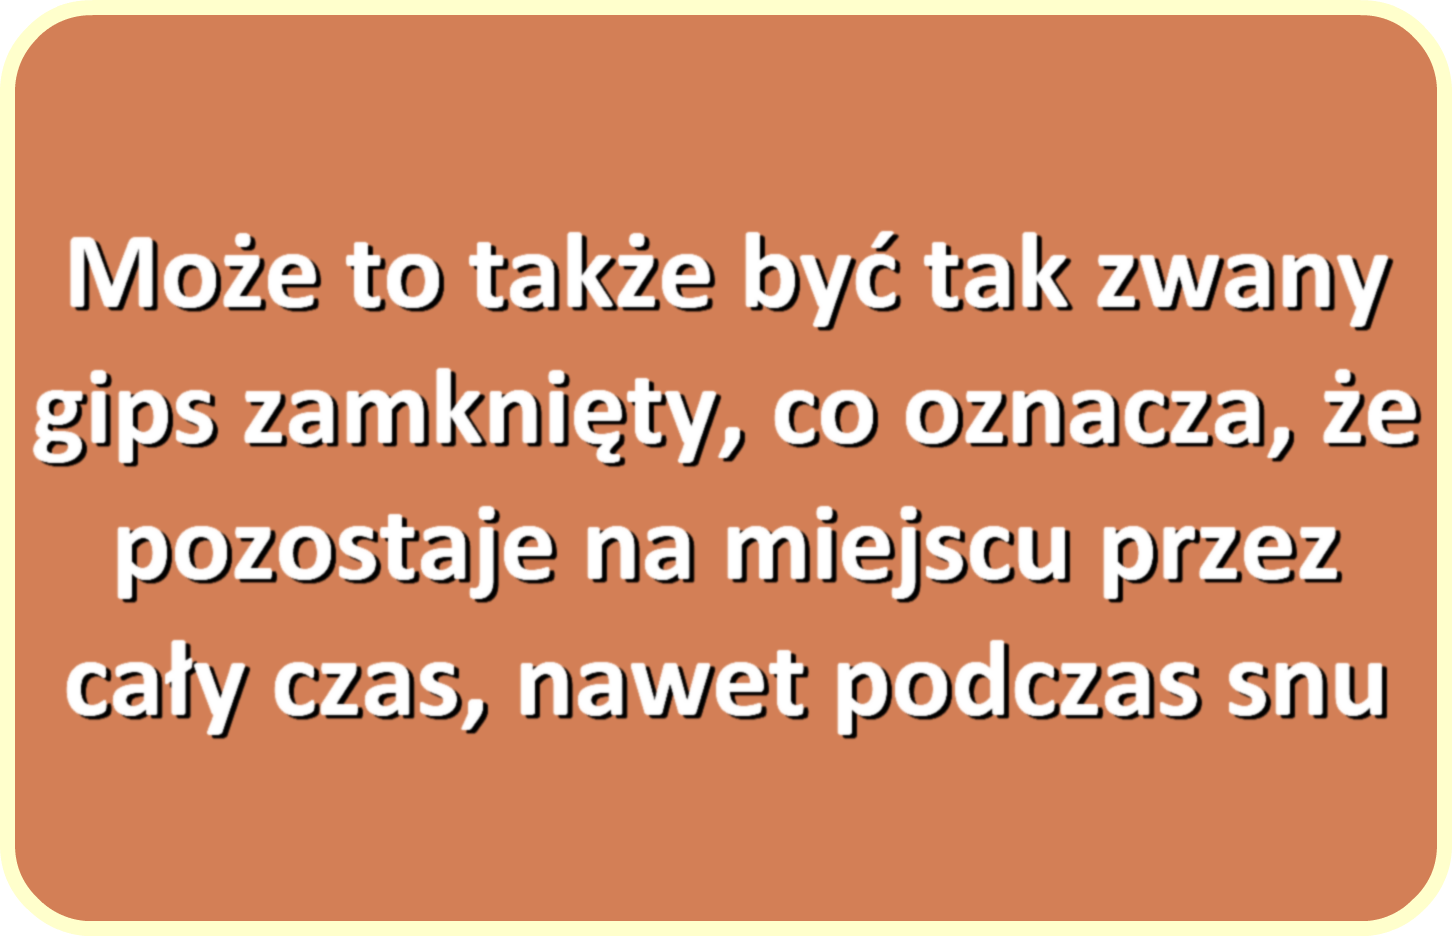 Może to także być tak zwany
gips zamknięty, co oznacza, że
pozostaje na miejscu przez
cały czas, nawet podczas snu